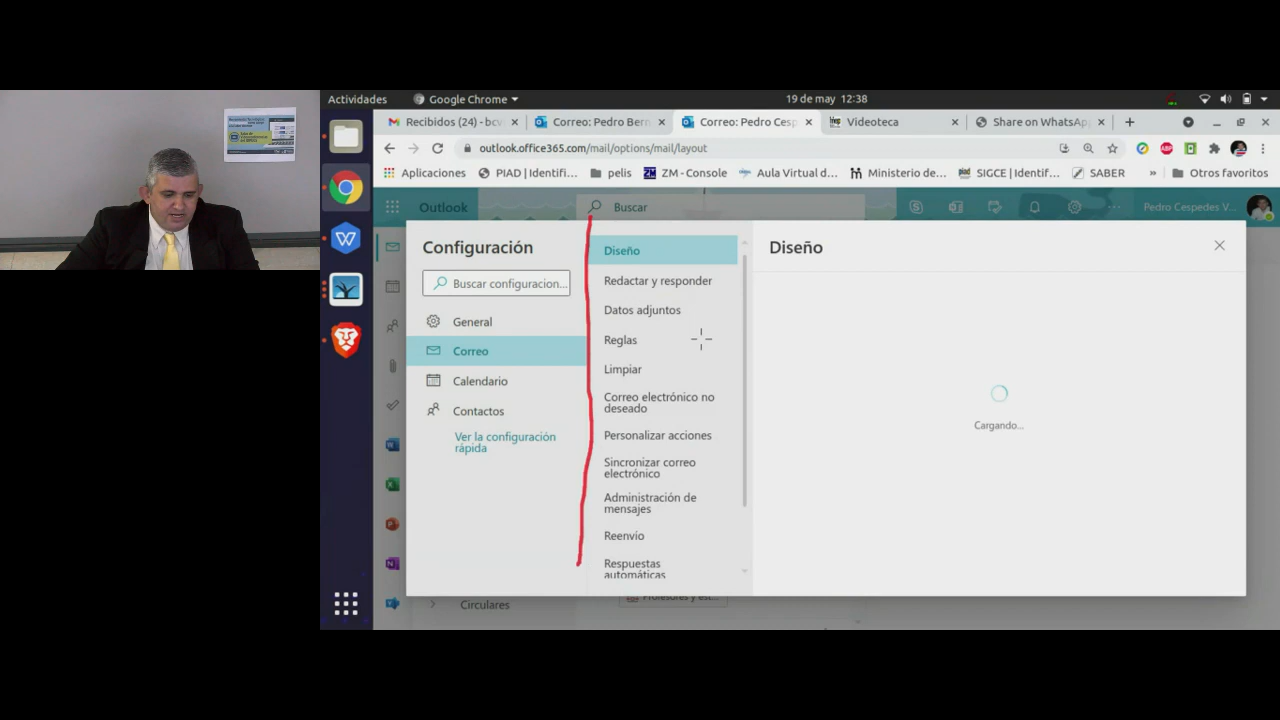 Actividades
Google Chrome
19 de may 12:38
Recibidos (24) - bcv
Correo: Pedro Bern
Correo: Pedro Cesp
Videoteca
Share on WhatsAp
outlook.office365.com/mail/options/mail/layout
Aplicaciones
PIAD | Identifi...
pelis
ZM - Console
Aula Virtual d...
Ministerio de...
SIGCE | Identif...
SABER
»
Otros favoritos
Outlook
Buscar
Pedro Cespedes V...
Configuración
Buscar configuracion...
General
Correo
Calendario
Contactos
Ver la configuración
rápida
Diseño
Redactar y responder
Datos adjuntos
Reglas
Limpiar
Correo electrónico no
deseado
Personalizar acciones
Sincronizar correo
electrónico
Administración de
mensajes
Reenvío
Respuestas
automáticas
Diseño
Cargando...
Circulares
Profesores y est...